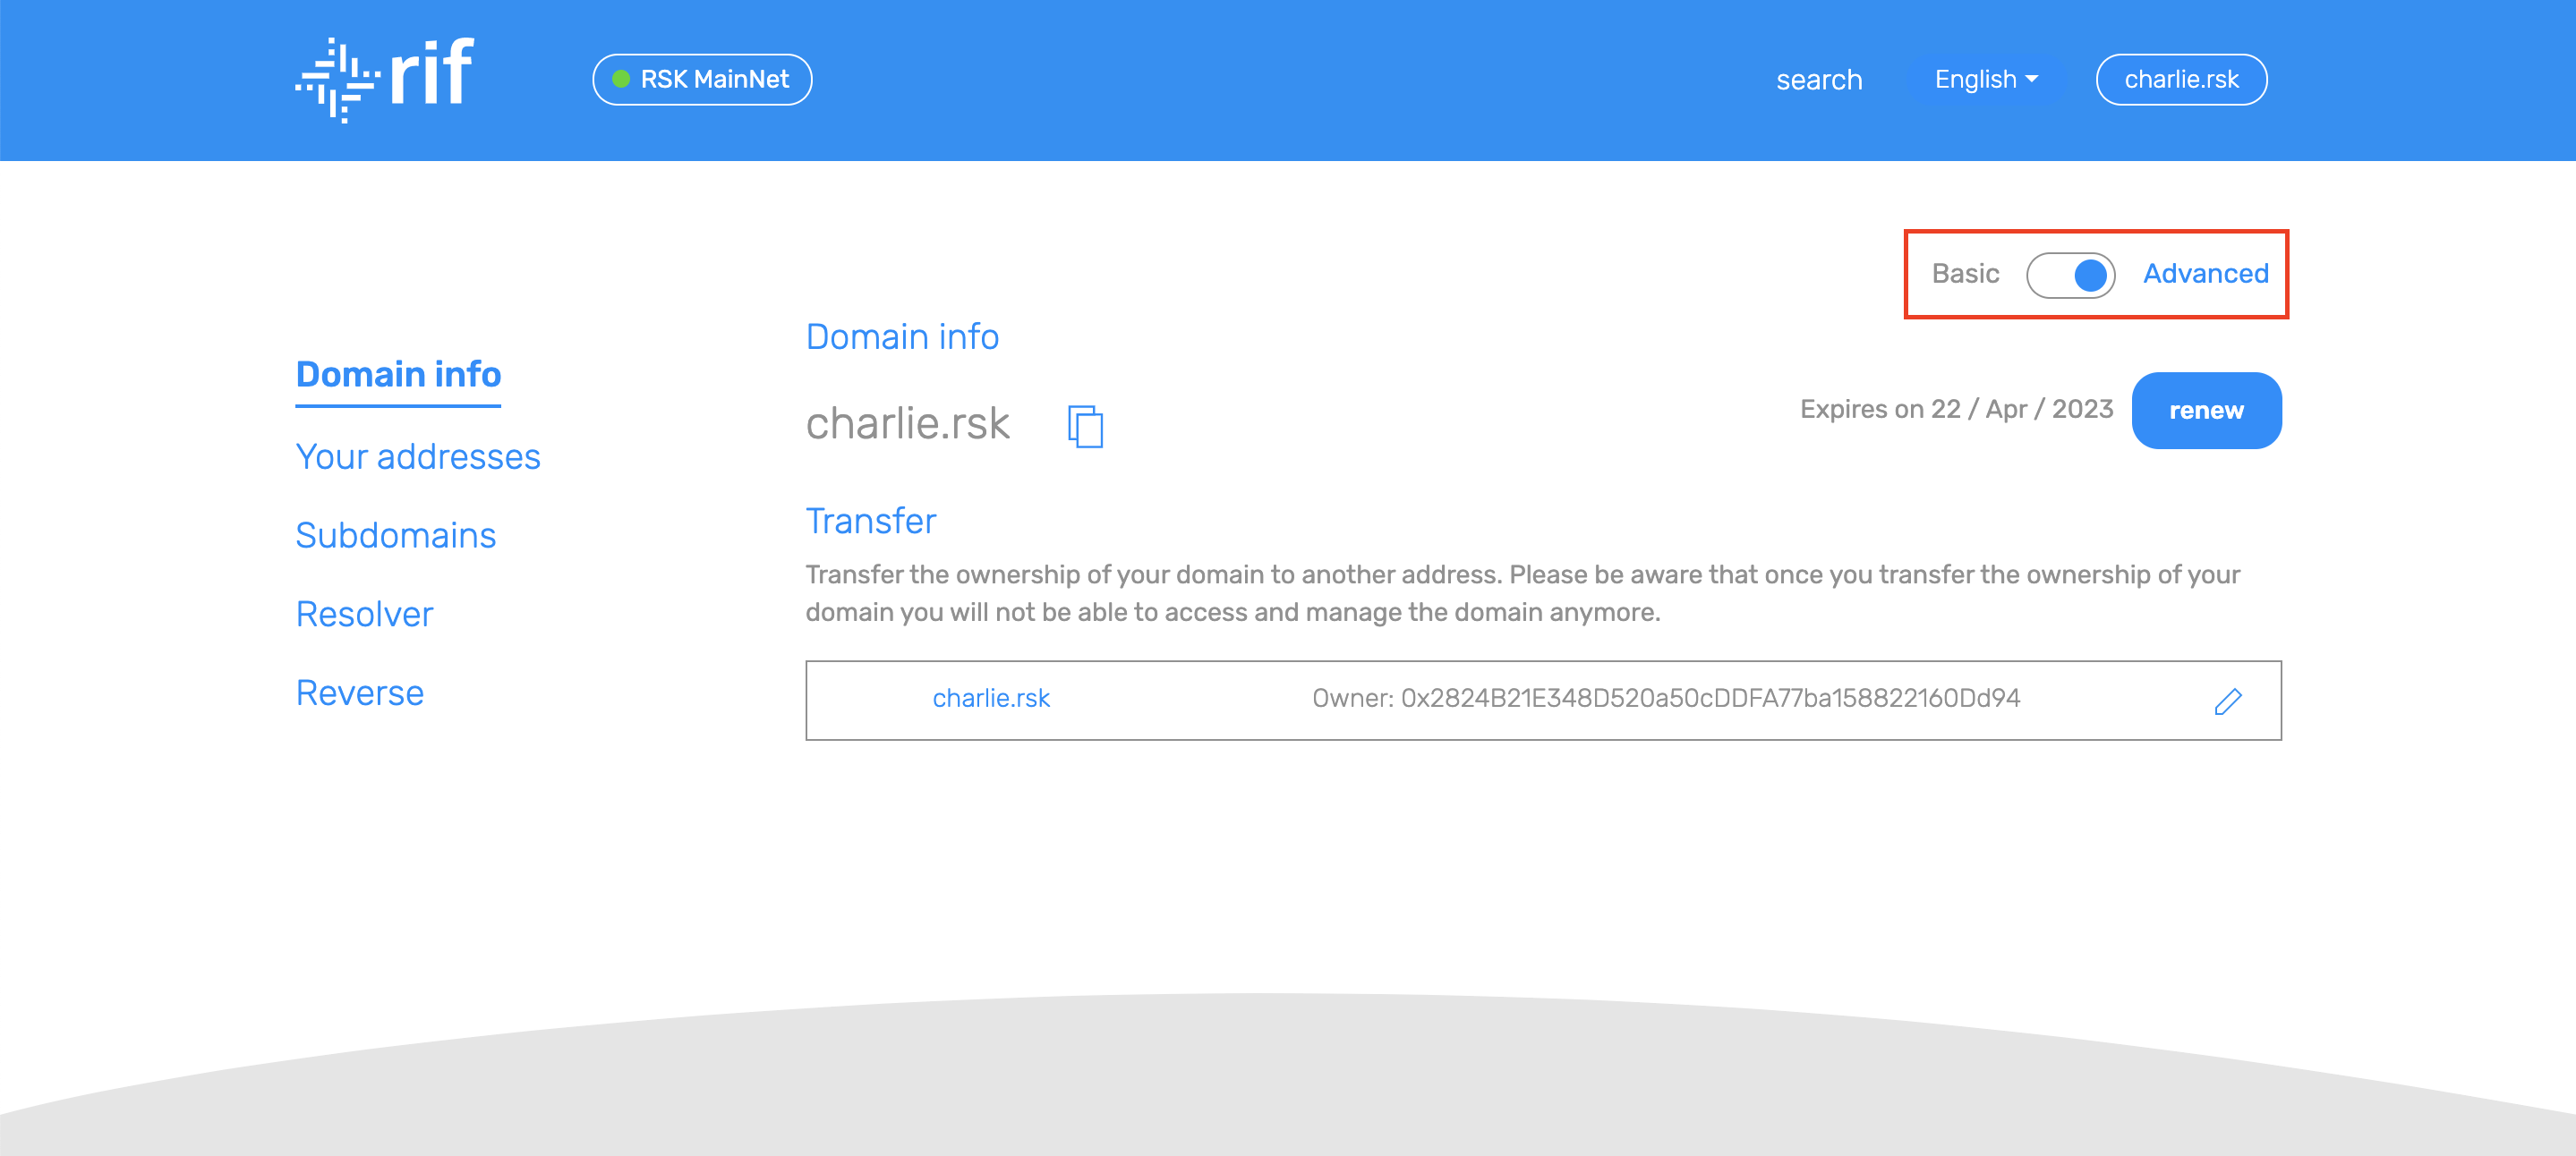 rif
RSK MainNet
search
English
charlie.rsk
Basic
Advanced
Domain info
Your addresses
Subdomains
Resolver
Reverse
Domain info
charlie.rsk
Expires on 22 / Apr / 2023
renew
Transfer
Transfer the ownership of your domain to another address. Please be aware that once you transfer the ownership of your
domain you will not be able to access and manage the domain anymore.
charlie.rsk
Owner: 0x2824B21E348D520a50cDDFA77ba158822160Dd94